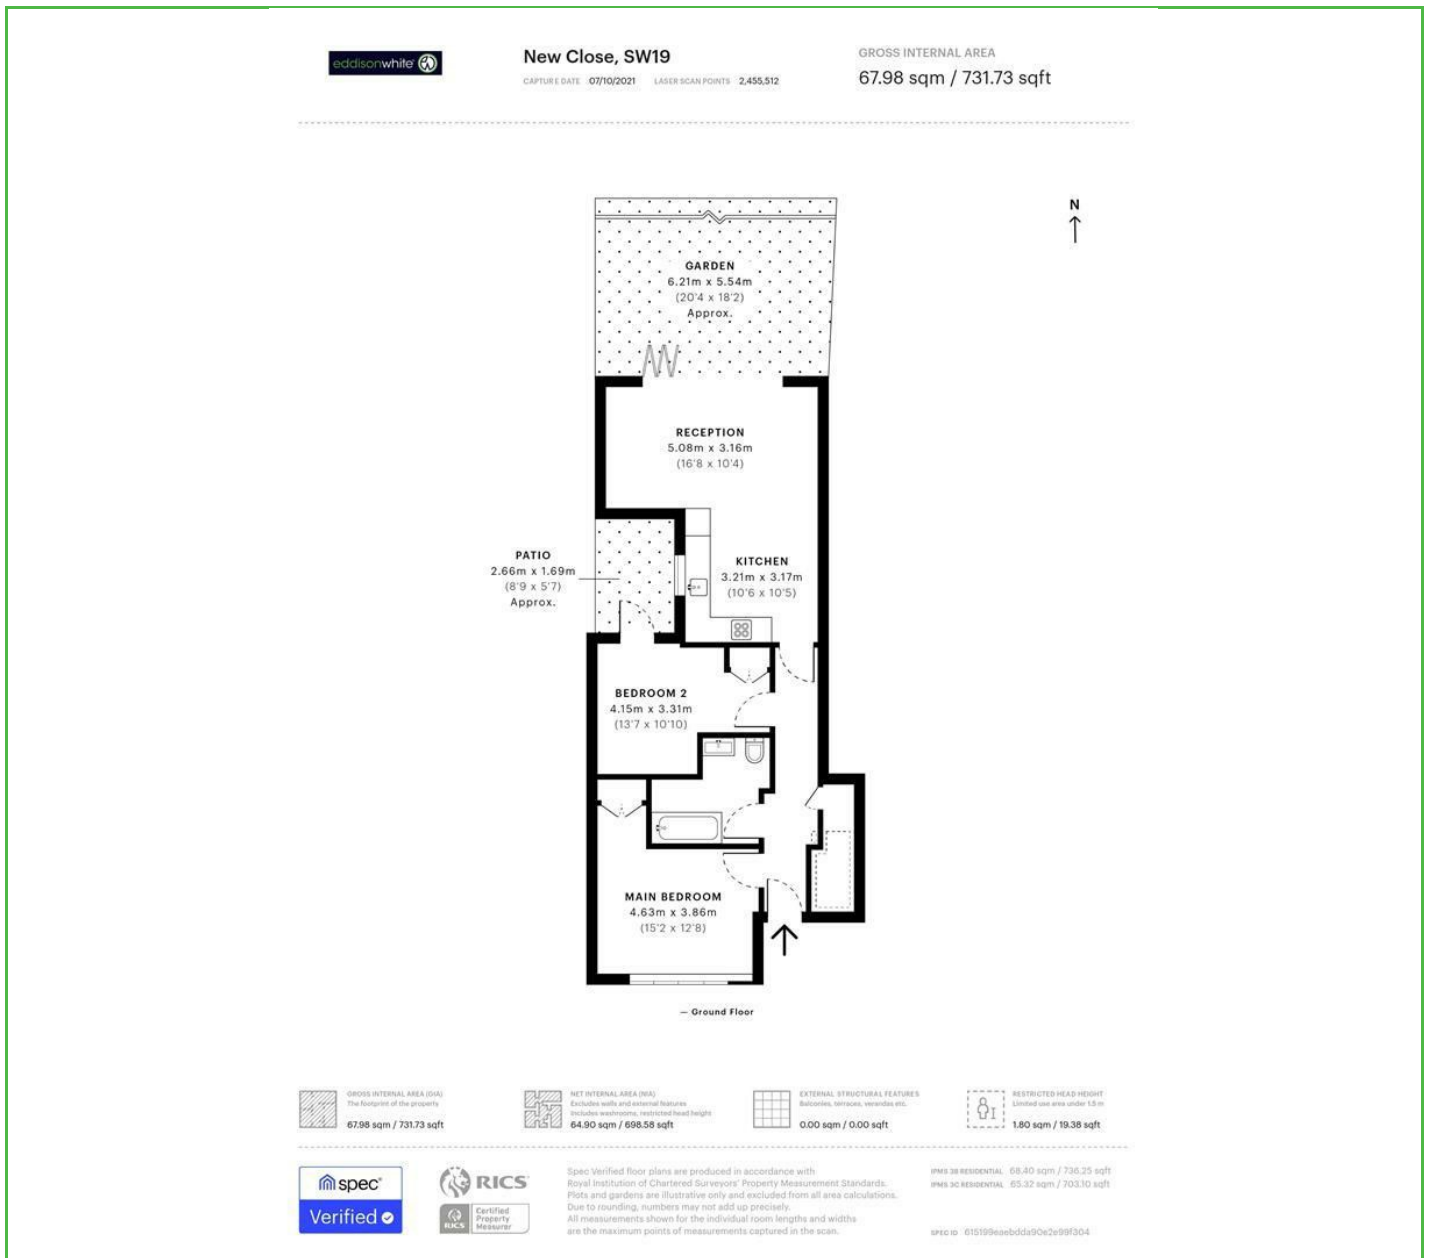 eddisonwhite
New Close, SW19
CAPTURE DATE 07/10/2021 LASER SCAN POINTS 2,455,512
GROSS INTERNAL AREA
67.98 sqm / 731.73 sqft
N
GARDEN
6.21m x 5.54m
(20'4 x 18'2)
Approx.
RECEPTION
5.08m x 3.16m
(16'8 x 10'4)
PATIO
2.66m x 1.69m
(8'9 x 5'7)
Approx.
KITCHEN
3.21m x 3.17m
(10'6 x 10'5)
BEDROOM 2
4.15m x 3.31m
(13'7 x 10'10)
MAIN BEDROOM
4.63m x 3.86m
(15'2 x 12'8)
— Ground Floor
GROSS INTERNAL AREA (GIA)
The footprint of the property
67.98 sqm / 731.73 sqft
NET INTERNAL AREA (NIA)
Excludes walls and external features
Includes washrooms, restricted head height
64.90 sqm / 698.58 sqft
EXTERNAL STRUCTURAL FEATURES
Balconies, terraces, verandas etc.
0.00 sqm / 0.00 sqft
RESTRICTED HEAD HEIGHT
Limited use area under 1.5 m
1.80 sqm / 19.38 sqft
spec
Verified
RICS
RICS
Certified
Property
Measurer
Spec Verified floor plans are produced in accordance with
Royal Institution of Chartered Surveyors' Property Measurement Standards.
Plots and gardens are illustrative only and excluded from all area calculations.
Due to rounding, numbers may not add up precisely.
All measurements shown for the individual room lengths and widths
are the maximum points of measurements captured in the scan.
IPMS 3B RESIDENTIAL 68.40 sqm / 736.25 sqft
IPMS 3C RESIDENTIAL 65.32 sqm / 703.10 sqft
SPEC ID 615199eaebdda90e2e99f304